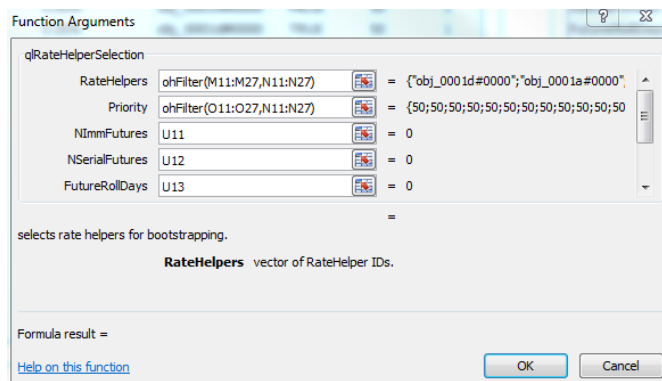 Function Arguments
qlRateHelperSelection
RateHelpers ohFilter(M11:M27,N11:N27) = {"obj_0001d#0000";"obj_0001a#0000";
Priority ohFilter(O11:O27,N11:N27) = {50;50;50;50;50;50;50;50;50;50;50;50
NImmFutures U11 = 0
NSerialFutures U12 = 0
FutureRollDays U13 = 0
=
selects rate helpers for bootstrapping.
RateHelpers vector of RateHelper IDs.
Formula result =
Help on this function OK Cancel